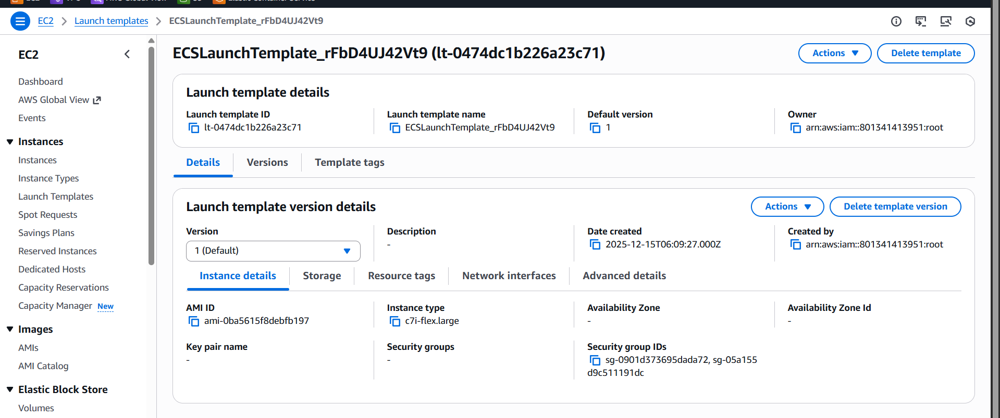 EC2 > Launch templates > ECSLaunchTemplate_rFbD4UJ42Vt9
EC2
Dashboard
AWS Global View
Events
Instances
Instances
Instance Types
Launch Templates
Spot Requests
Savings Plans
Reserved Instances
Dedicated Hosts
Capacity Reservations
Capacity Manager New
Images
AMIs
AMI Catalog
Elastic Block Store
Volumes
ECSLaunchTemplate_rFbD4UJ42Vt9 (lt-0474dc1b226a23c71)
Actions
Delete template
Launch template details
Launch template ID
lt-0474dc1b226a23c71
Launch template name
ECSLaunchTemplate_rFbD4UJ42Vt9
Default version
1
Owner
arn:aws:iam::801341413951:root
Details
Versions
Template tags
Launch template version details
Actions
Delete template version
Version
1 (Default)
Description
-
Date created
2025-12-15T06:09:27.000Z
Created by
arn:aws:iam::801341413951:root
Instance details
Storage
Resource tags
Network interfaces
Advanced details
AMI ID
ami-0ba5615f8debfb197
Instance type
c7i-flex.large
Availability Zone
-
Availability Zone Id
-
Key pair name
-
Security groups
-
Security group IDs
sg-0901d373695dada72, sg-05a155
d9c511191dc